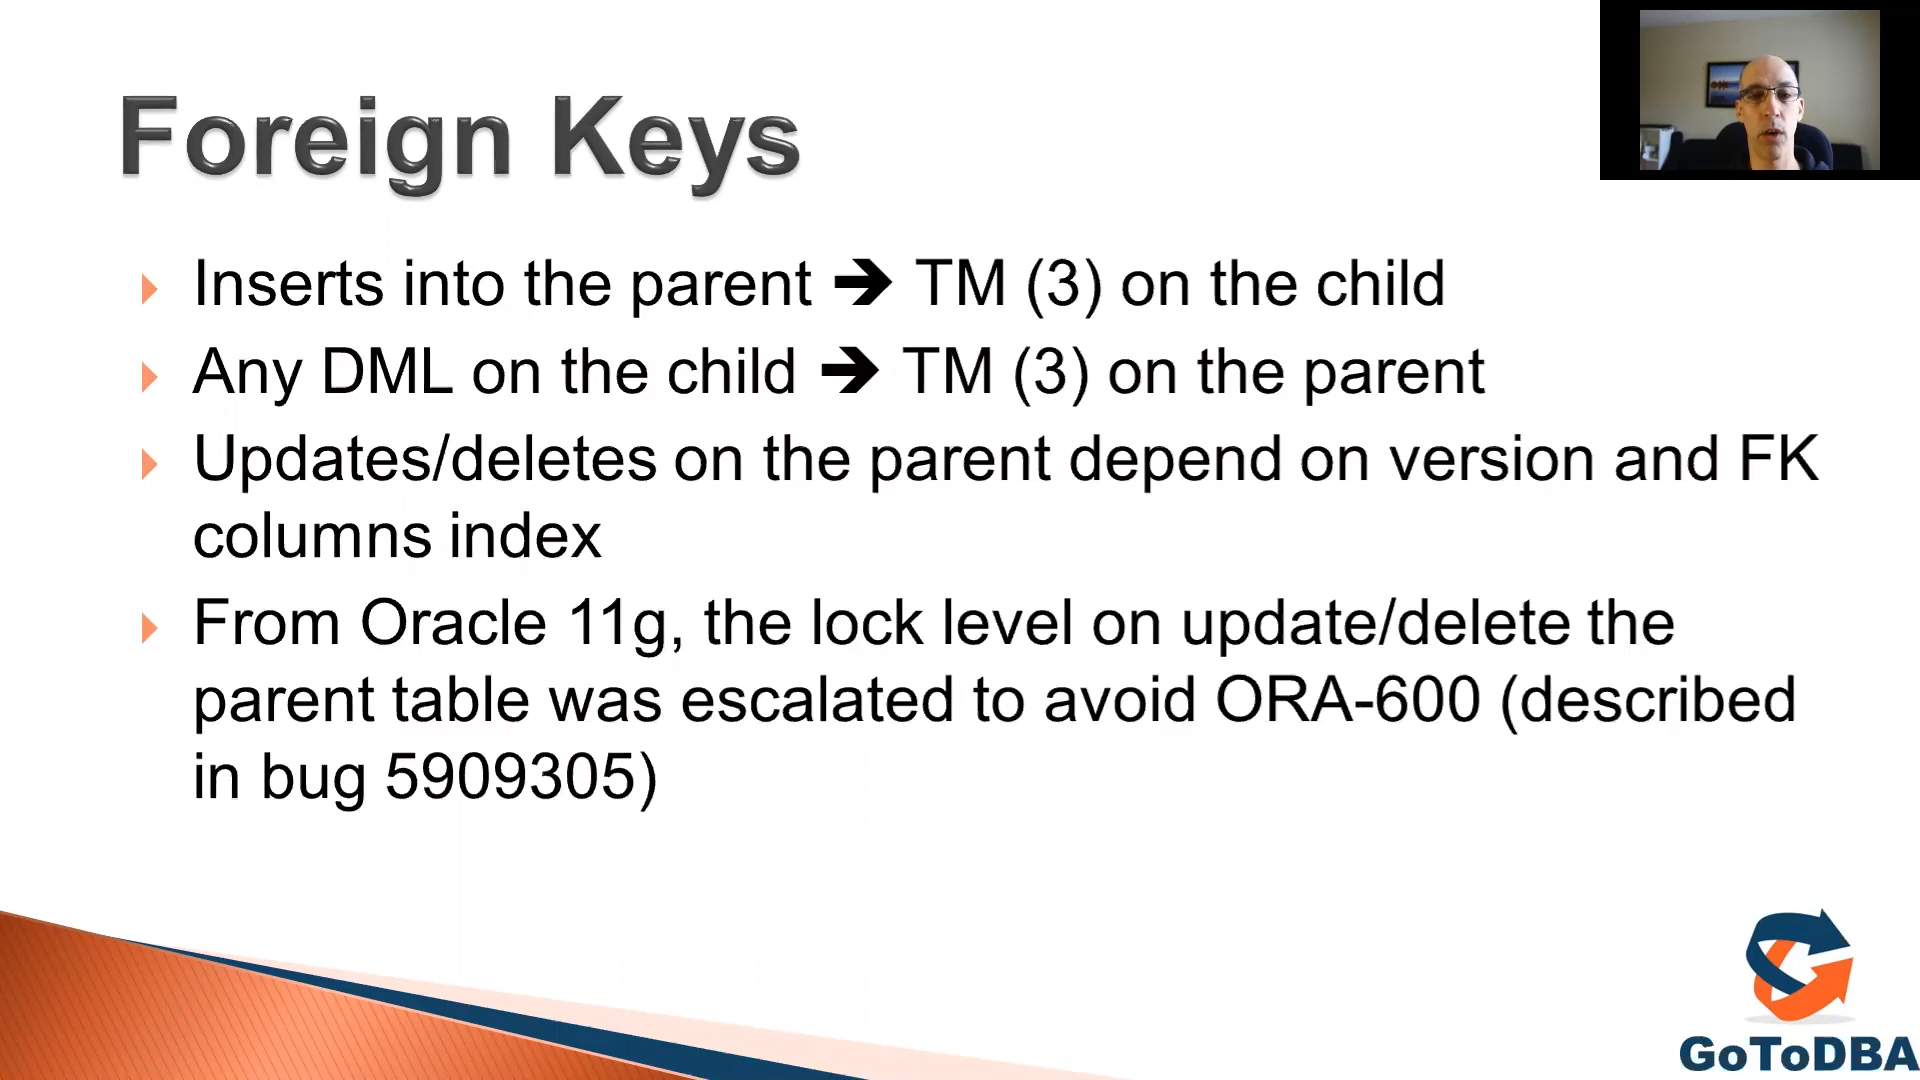 Foreign Keys
Inserts into the parent ➔ TM (3) on the child
Any DML on the child ➔ TM (3) on the parent
Updates/deletes on the parent depend on version and FK
columns index
From Oracle 11g, the lock level on update/delete the
parent table was escalated to avoid ORA-600 (described
in bug 5909305)
GoToDBA